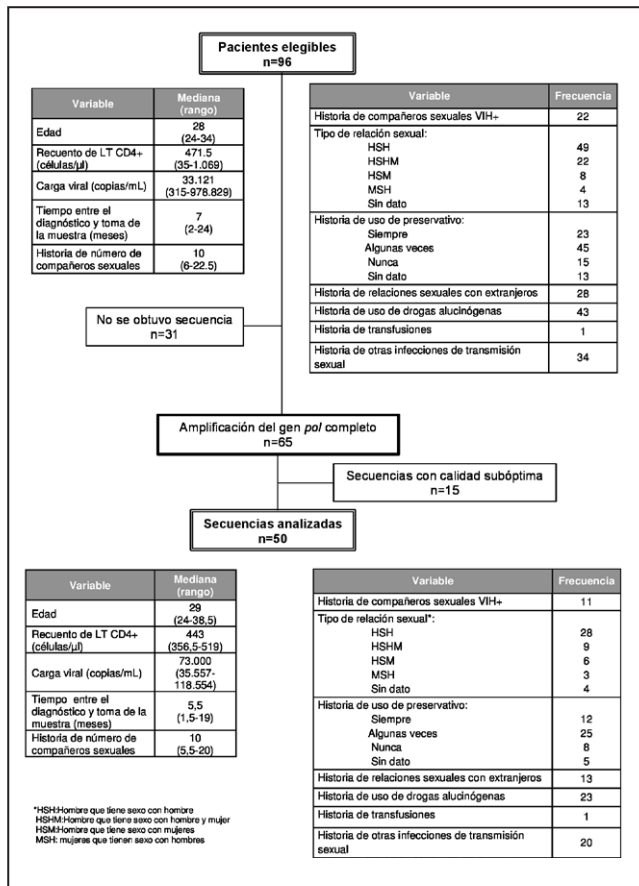 Pacientes elegibles
n=96
Variable
Mediana
(rango)
Edad
28
(24-34)
Recuento de LT CD4+
(células/µl)
471.5
(35-1.069)
Carga viral (copias/mL)
33.121
(315-978.829)
Tiempo entre el
diagnóstico y toma de
la muestra (meses)
7
(2-24)
Historia de número de
compañeros sexuales
10
(6-22.5)
Variable Frecuencia
Historia de compañeros sexuales VIH+ 22
Tipo de relación sexual:
HSH 49
HSHM 22
HSM 8
MSH 4
Sin dato 13
Historia de uso de preservativo:
Siempre 23
Algunas veces 45
Nunca 15
Sin dato 13
Historia de relaciones sexuales con extranjeros 28
Historia de uso de drogas alucinógenas 43
Historia de transfusiones 1
Historia de otras infecciones de transmisión
sexual 34
No se obtuvo secuencia
n=31
Amplificación del gen pol completo
n=65
Secuencias con calidad subóptima
n=15
Secuencias analizadas
n=50
Variable
Mediana
(rango)
Edad
29
(24-38,5)
Recuento de LT CD4+
(células/µl)
443
(356,5-519)
Carga viral (copias/mL)
73.000
(35.557-
118.554)
Tiempo entre el
diagnóstico y toma de la
muestra (meses)
5,5
(1,5-19)
Historia de número de
compañeros sexuales
10
(5,5-20)
Variable Frecuencia
Historia de compañeros sexuales VIH+ 11
Tipo de relación sexual*:
HSH 28
HSHM 9
HSM 6
MSH 3
Sin dato 4
Historia de uso de preservativo:
Siempre 12
Algunas veces 25
Nunca 8
Sin dato 5
Historia de relaciones sexuales con extranjeros 13
Historia de uso de drogas alucinógenas 23
Historia de transfusiones 1
Historia de otras infecciones de transmisión
sexual 20
*HSH:Hombre que tiene sexo con hombre
HSHM:Hombre que tiene sexo con hombre y mujer
HSM:Hombre que tienen sexo con mujeres
MSH: mujeres que tienen sexo con hombres